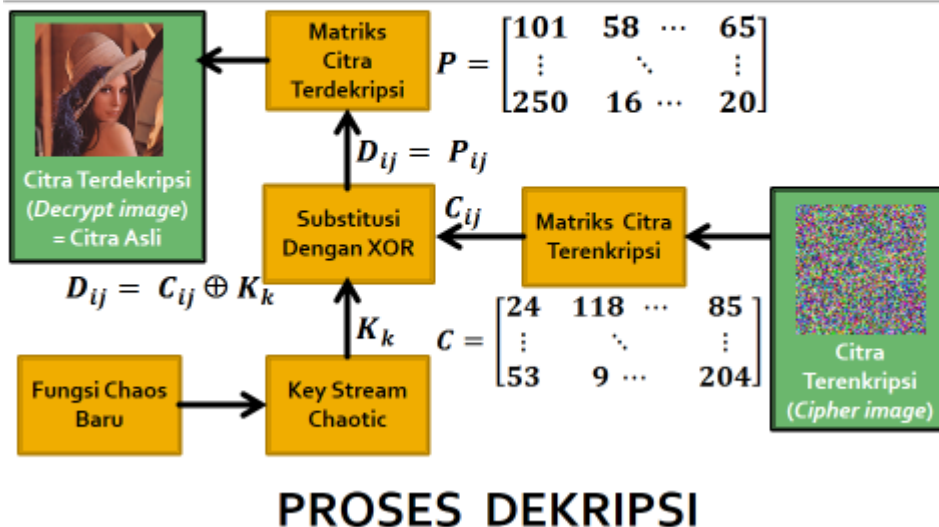 Matriks
Citra
Terdekripsi
P = [101 58 ⋯ 65
⋮ ⋱ ⋮
250 16 ⋯ 20]
D_ij = P_ij
Citra Terdekripsi
(Decrypt image)
= Citra Asli
Substitusi
Dengan XOR
C_ij
Matriks Citra
Terenkripsi
D_ij = C_ij ⊕ K_k
K_k
C = [24 118 ⋯ 85
⋮ ⋱ ⋮
53 9 ⋯ 204]
Citra
Terenkripsi
(Cipher image)
Fungsi Chaos
Baru
Key Stream
Chaotic
PROSES DEKRIPSI